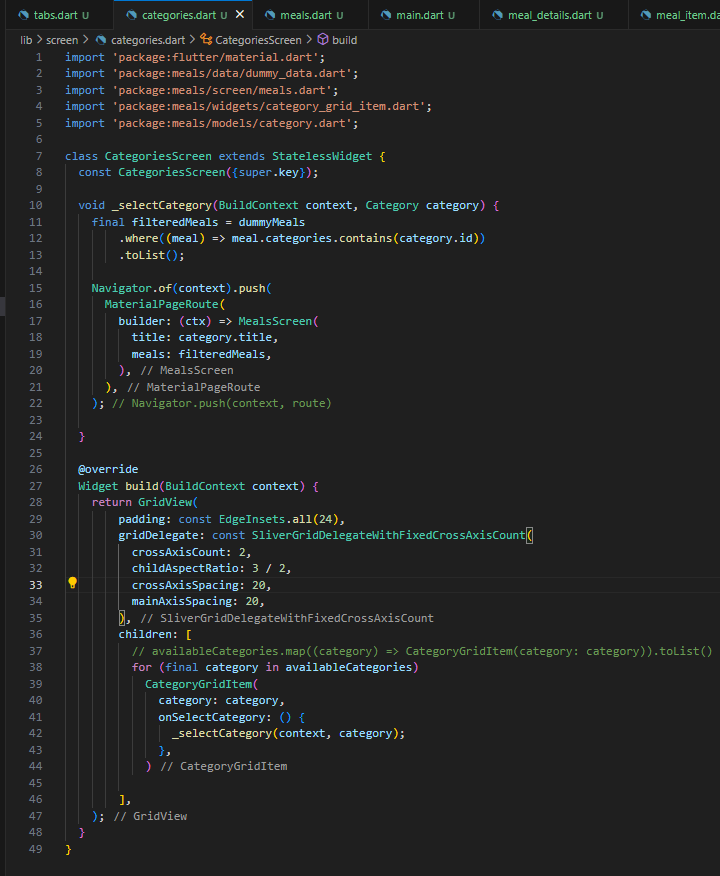 tabs.dart U
categories.dart U
meals.dart U
main.dart U
meal_details.dart U
meal_item.da
lib > screen > categories.dart > CategoriesScreen > build
1 import 'package:flutter/material.dart';
2 import 'package:meals/data/dummy_data.dart';
3 import 'package:meals/screen/meals.dart';
4 import 'package:meals/widgets/category_grid_item.dart';
5 import 'package:meals/models/category.dart';
6
7 class CategoriesScreen extends StatelessWidget {
8 const CategoriesScreen({super.key});
9
10 void _selectCategory(BuildContext context, Category category) {
11 final filteredMeals = dummyMeals
12 .where((meal) => meal.categories.contains(category.id))
13 .toList();
14
15 Navigator.of(context).push(
16 MaterialPageRoute(
17 builder: (ctx) => MealsScreen(
18 title: category.title,
19 meals: filteredMeals,
20 ), // MealsScreen
21 ), // MaterialPageRoute
22 ); // Navigator.push(context, route)
23
24 }
25
26 @override
27 Widget build(BuildContext context) {
28 return GridView(
29 padding: const EdgeInsets.all(24),
30 gridDelegate: const SliverGridDelegateWithFixedCrossAxisCount(
31 crossAxisCount: 2,
32 childAspectRatio: 3 / 2,
33 crossAxisSpacing: 20,
34 mainAxisSpacing: 20,
35 ), // SliverGridDelegateWithFixedCrossAxisCount
36 children: [
37 // availableCategories.map((category) => CategoryGridItem(category: category)).toList()
38 for (final category in availableCategories)
39 CategoryGridItem(
40 category: category,
41 onSelectCategory: () {
42 _selectCategory(context, category);
43 },
44 ) // CategoryGridItem
45
46 ],
47 ); // GridView
48 }
49 }